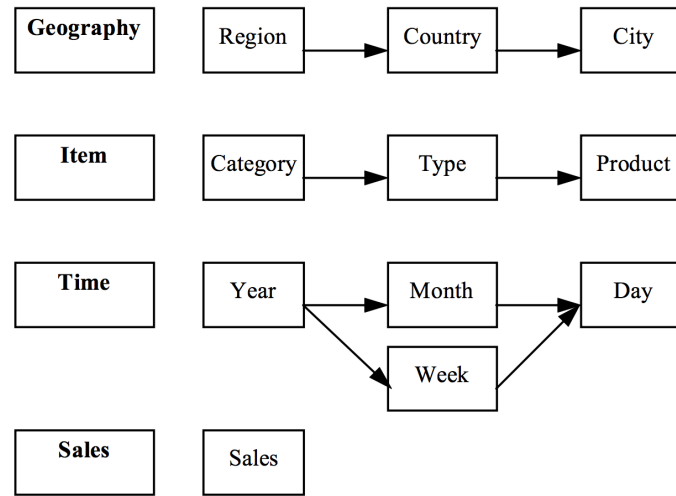 Geography
Region
Country
City
Item
Category
Type
Product
Time
Year
Month
Day
Week
Sales
Sales